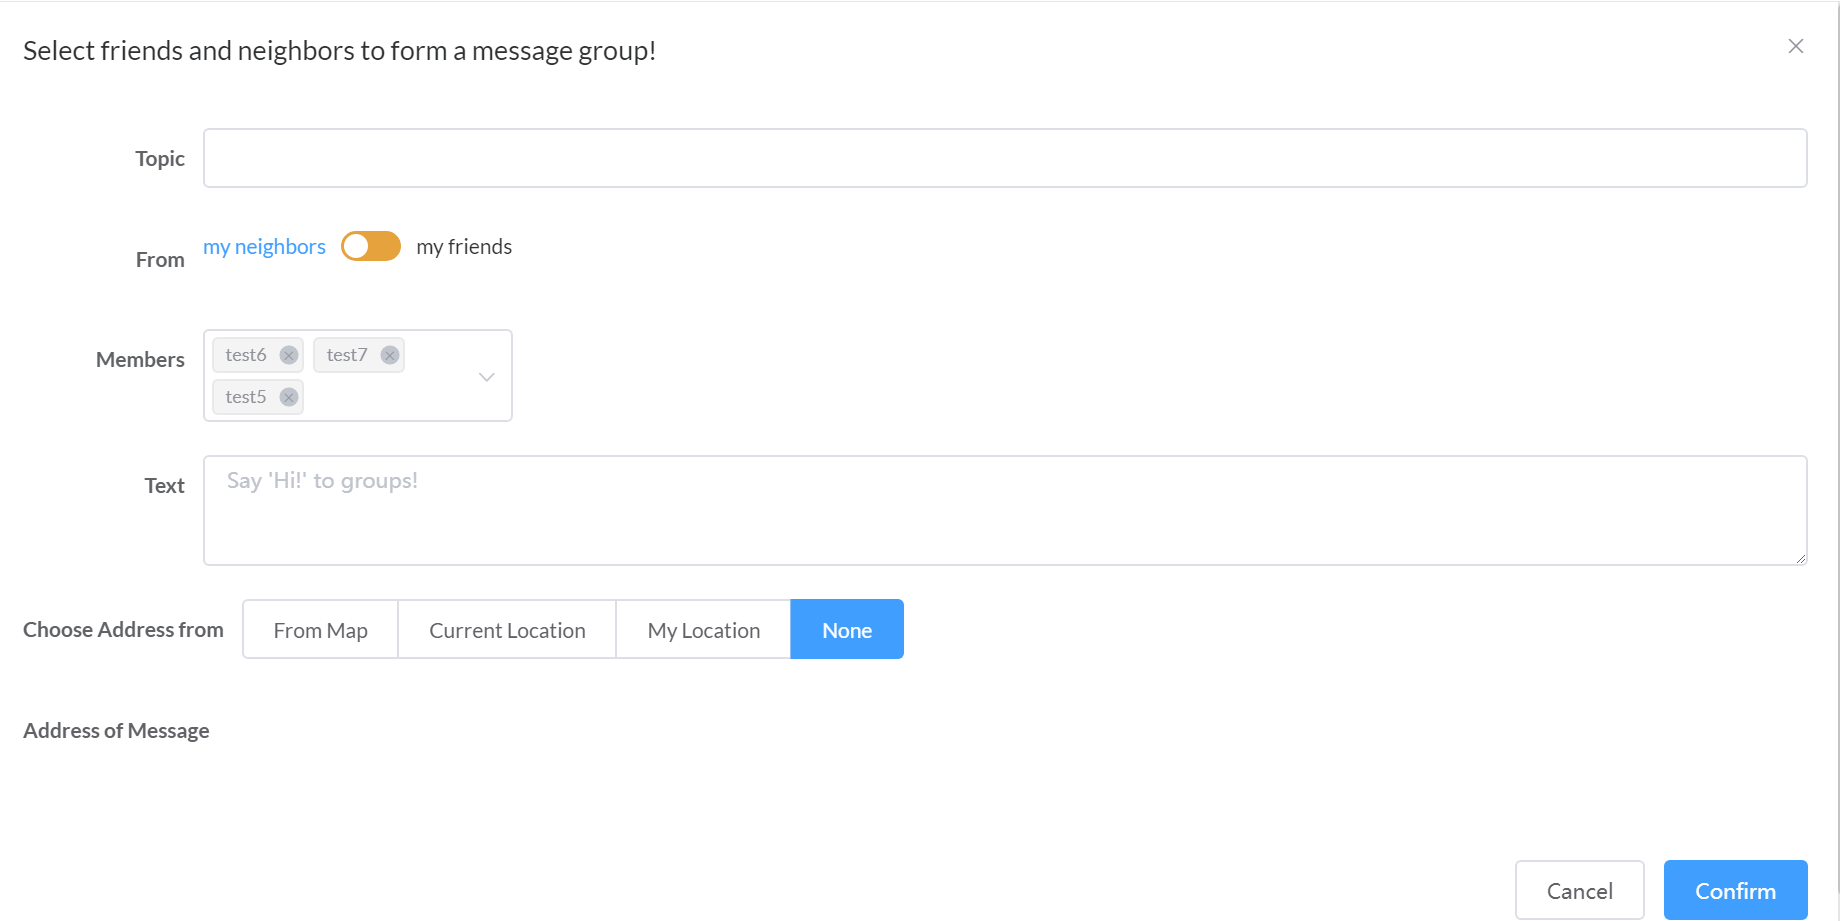 Select friends and neighbors to form a message group!
Topic
From my neighbors my friends
Members test6 test7
test5
Text Say 'Hi!' to groups!
Choose Address from From Map Current Location My Location None
Address of Message
Cancel Confirm